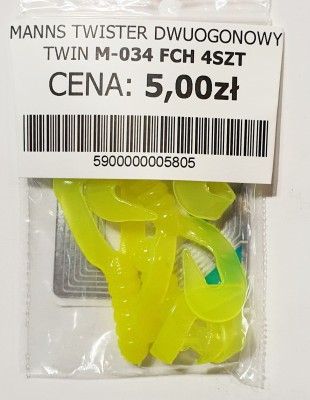 MANNS TWISTER DWUOGONOWY
TWIN M-034 FCH 4SZT
CENA: 5,00zł
5900000005805